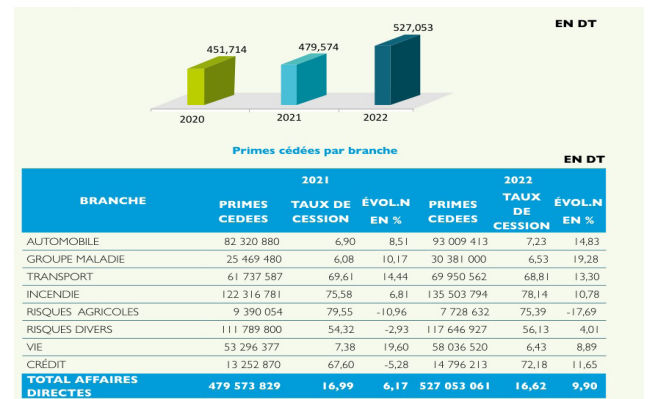 EN DT
527,053
479,574
451,714
2020 2021 2022
Primes cédées par branche
EN DT
BRANCHE 2021 2022
PRIMES CEDEES TAUX DE CESSION ÉVOL.N EN % PRIMES CEDEES TAUX DE CESSION ÉVOL.N EN %
AUTOMOBILE 82 320 880 6,90 8,51 93 009 413 7,23 14,83
GROUPE MALADIE 25 469 480 6,08 10,17 30 381 000 6,53 19,28
TRANSPORT 61 737 587 69,61 14,44 69 950 562 68,81 13,30
INCENDIE 122 316 781 75,58 6,81 135 503 794 78,14 10,78
RISQUES AGRICOLES 9 390 054 79,55 -10,96 7 728 632 75,39 -17,69
RISQUES DIVERS 111 789 800 54,32 -2,93 117 646 927 56,13 4,01
VIE 53 296 377 7,38 19,60 58 036 520 6,43 8,89
CRÉDIT 13 252 870 67,60 -5,28 14 796 213 72,18 11,65
TOTAL AFFAIRES DIRECTES 479 573 829 16,99 6,17 527 053 061 16,62 9,90